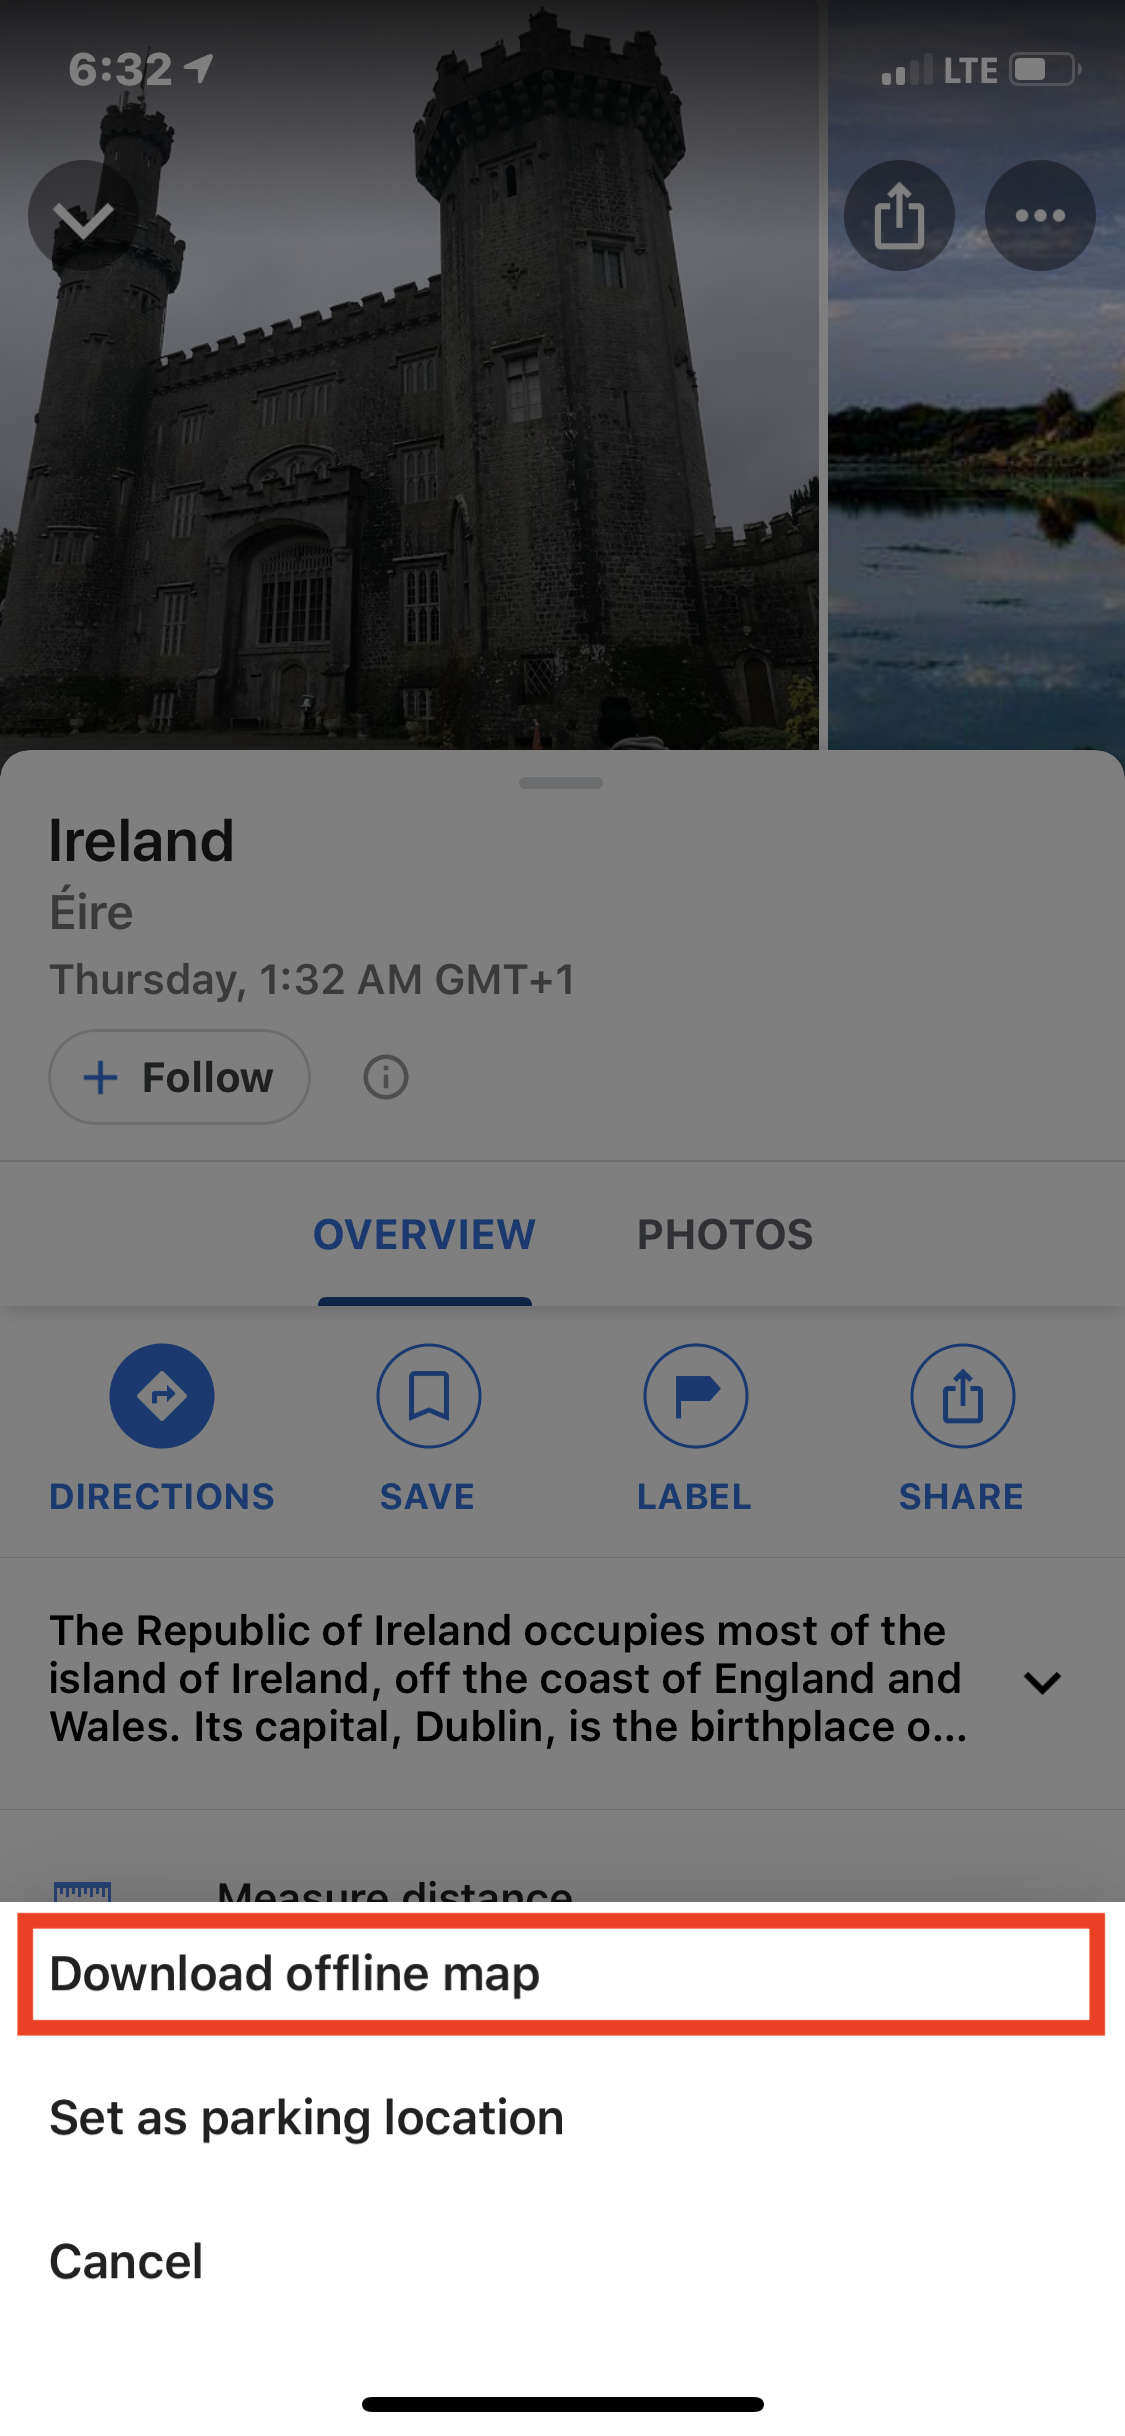 6:32
LTE
Ireland
Éire
Thursday, 1:32 AM GMT+1
+ Follow
OVERVIEW PHOTOS
DIRECTIONS SAVE LABEL SHARE
The Republic of Ireland occupies most of the
island of Ireland, off the coast of England and
Wales. Its capital, Dublin, is the birthplace o...
Measure distance
Download offline map
Set as parking location
Cancel